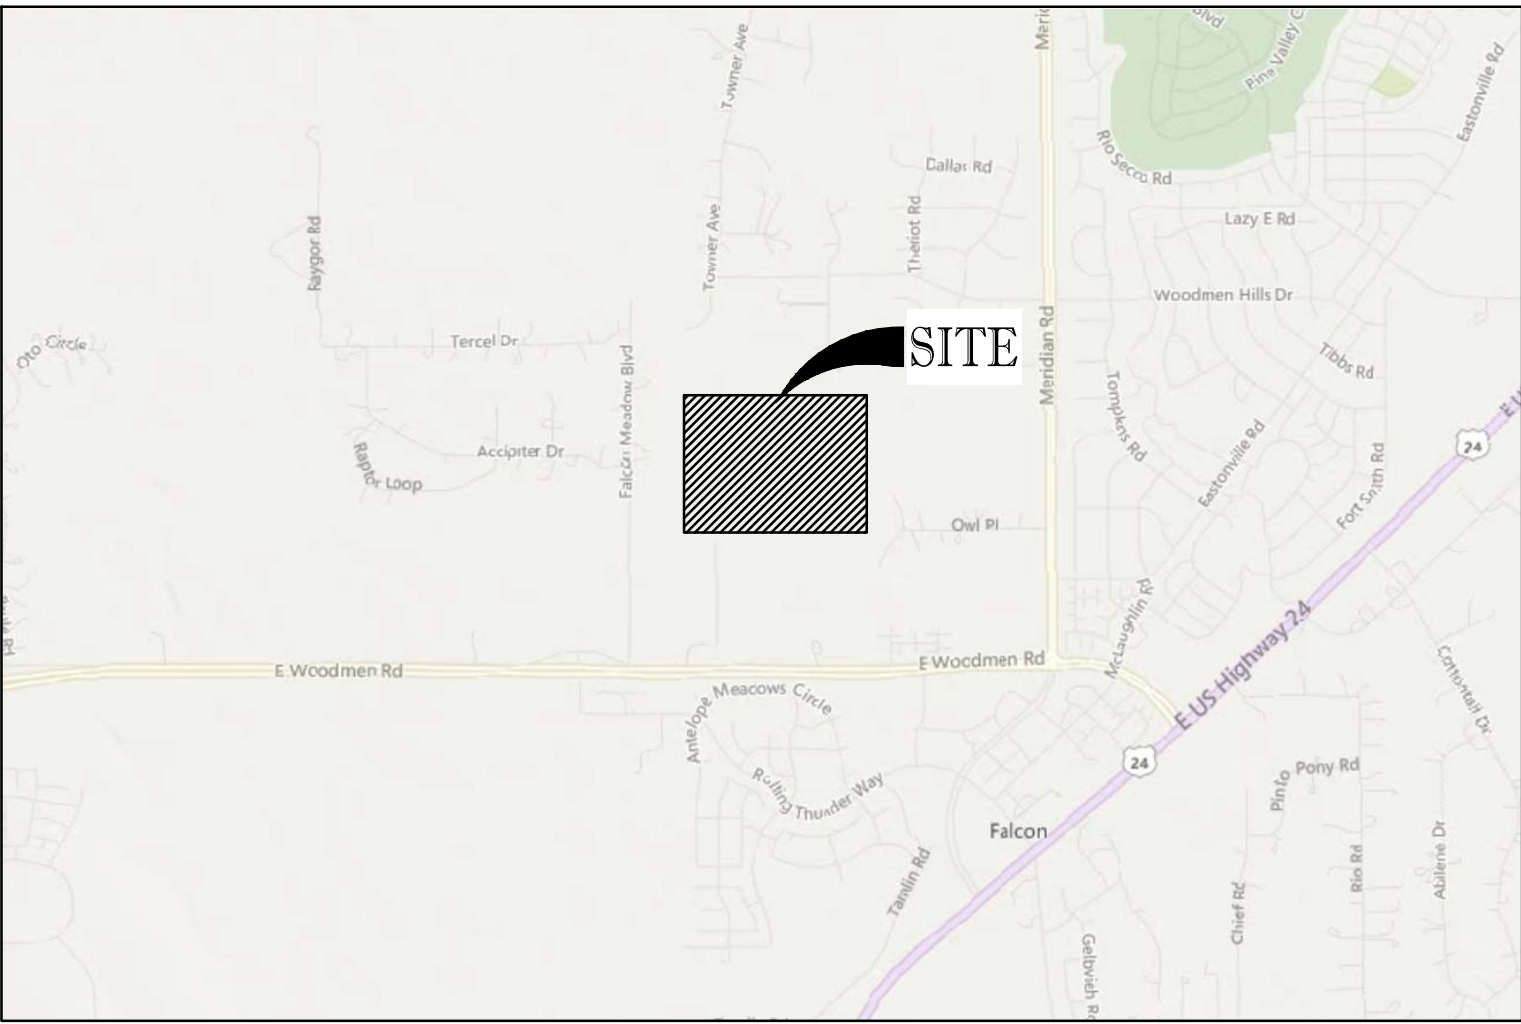 Blvd
Pine Valley C
Meric
Towner Ave
Eastonville Rd
Rio Secco Rd
Dallas Rd
Theriot Rd
Lazy E Rd
Raygor Rd
Towner Ave
Woodmen Hills Dr
Oto Circle
Tercel Dr
SITE
Meridian Rd
Tibbs Rd
Falcon Meadow Blvd
Tompkins Rd
E U
24
Accipiter Dr
Raptor Loop
Eastonville Rd
Fort Smith Rd
Owl Pl
McLaughlin R
E US Highway 24
E Woodmen Rd
E Woodmen Rd
Cottontail Dr
Antelope Meadows Circle
24
Pinto Pony Rd
Rolling Thunder Way
Falcon
Tamlin Rd
Rio Rd
Abilene Dr
Chief Rd
Gelbvieh Rd